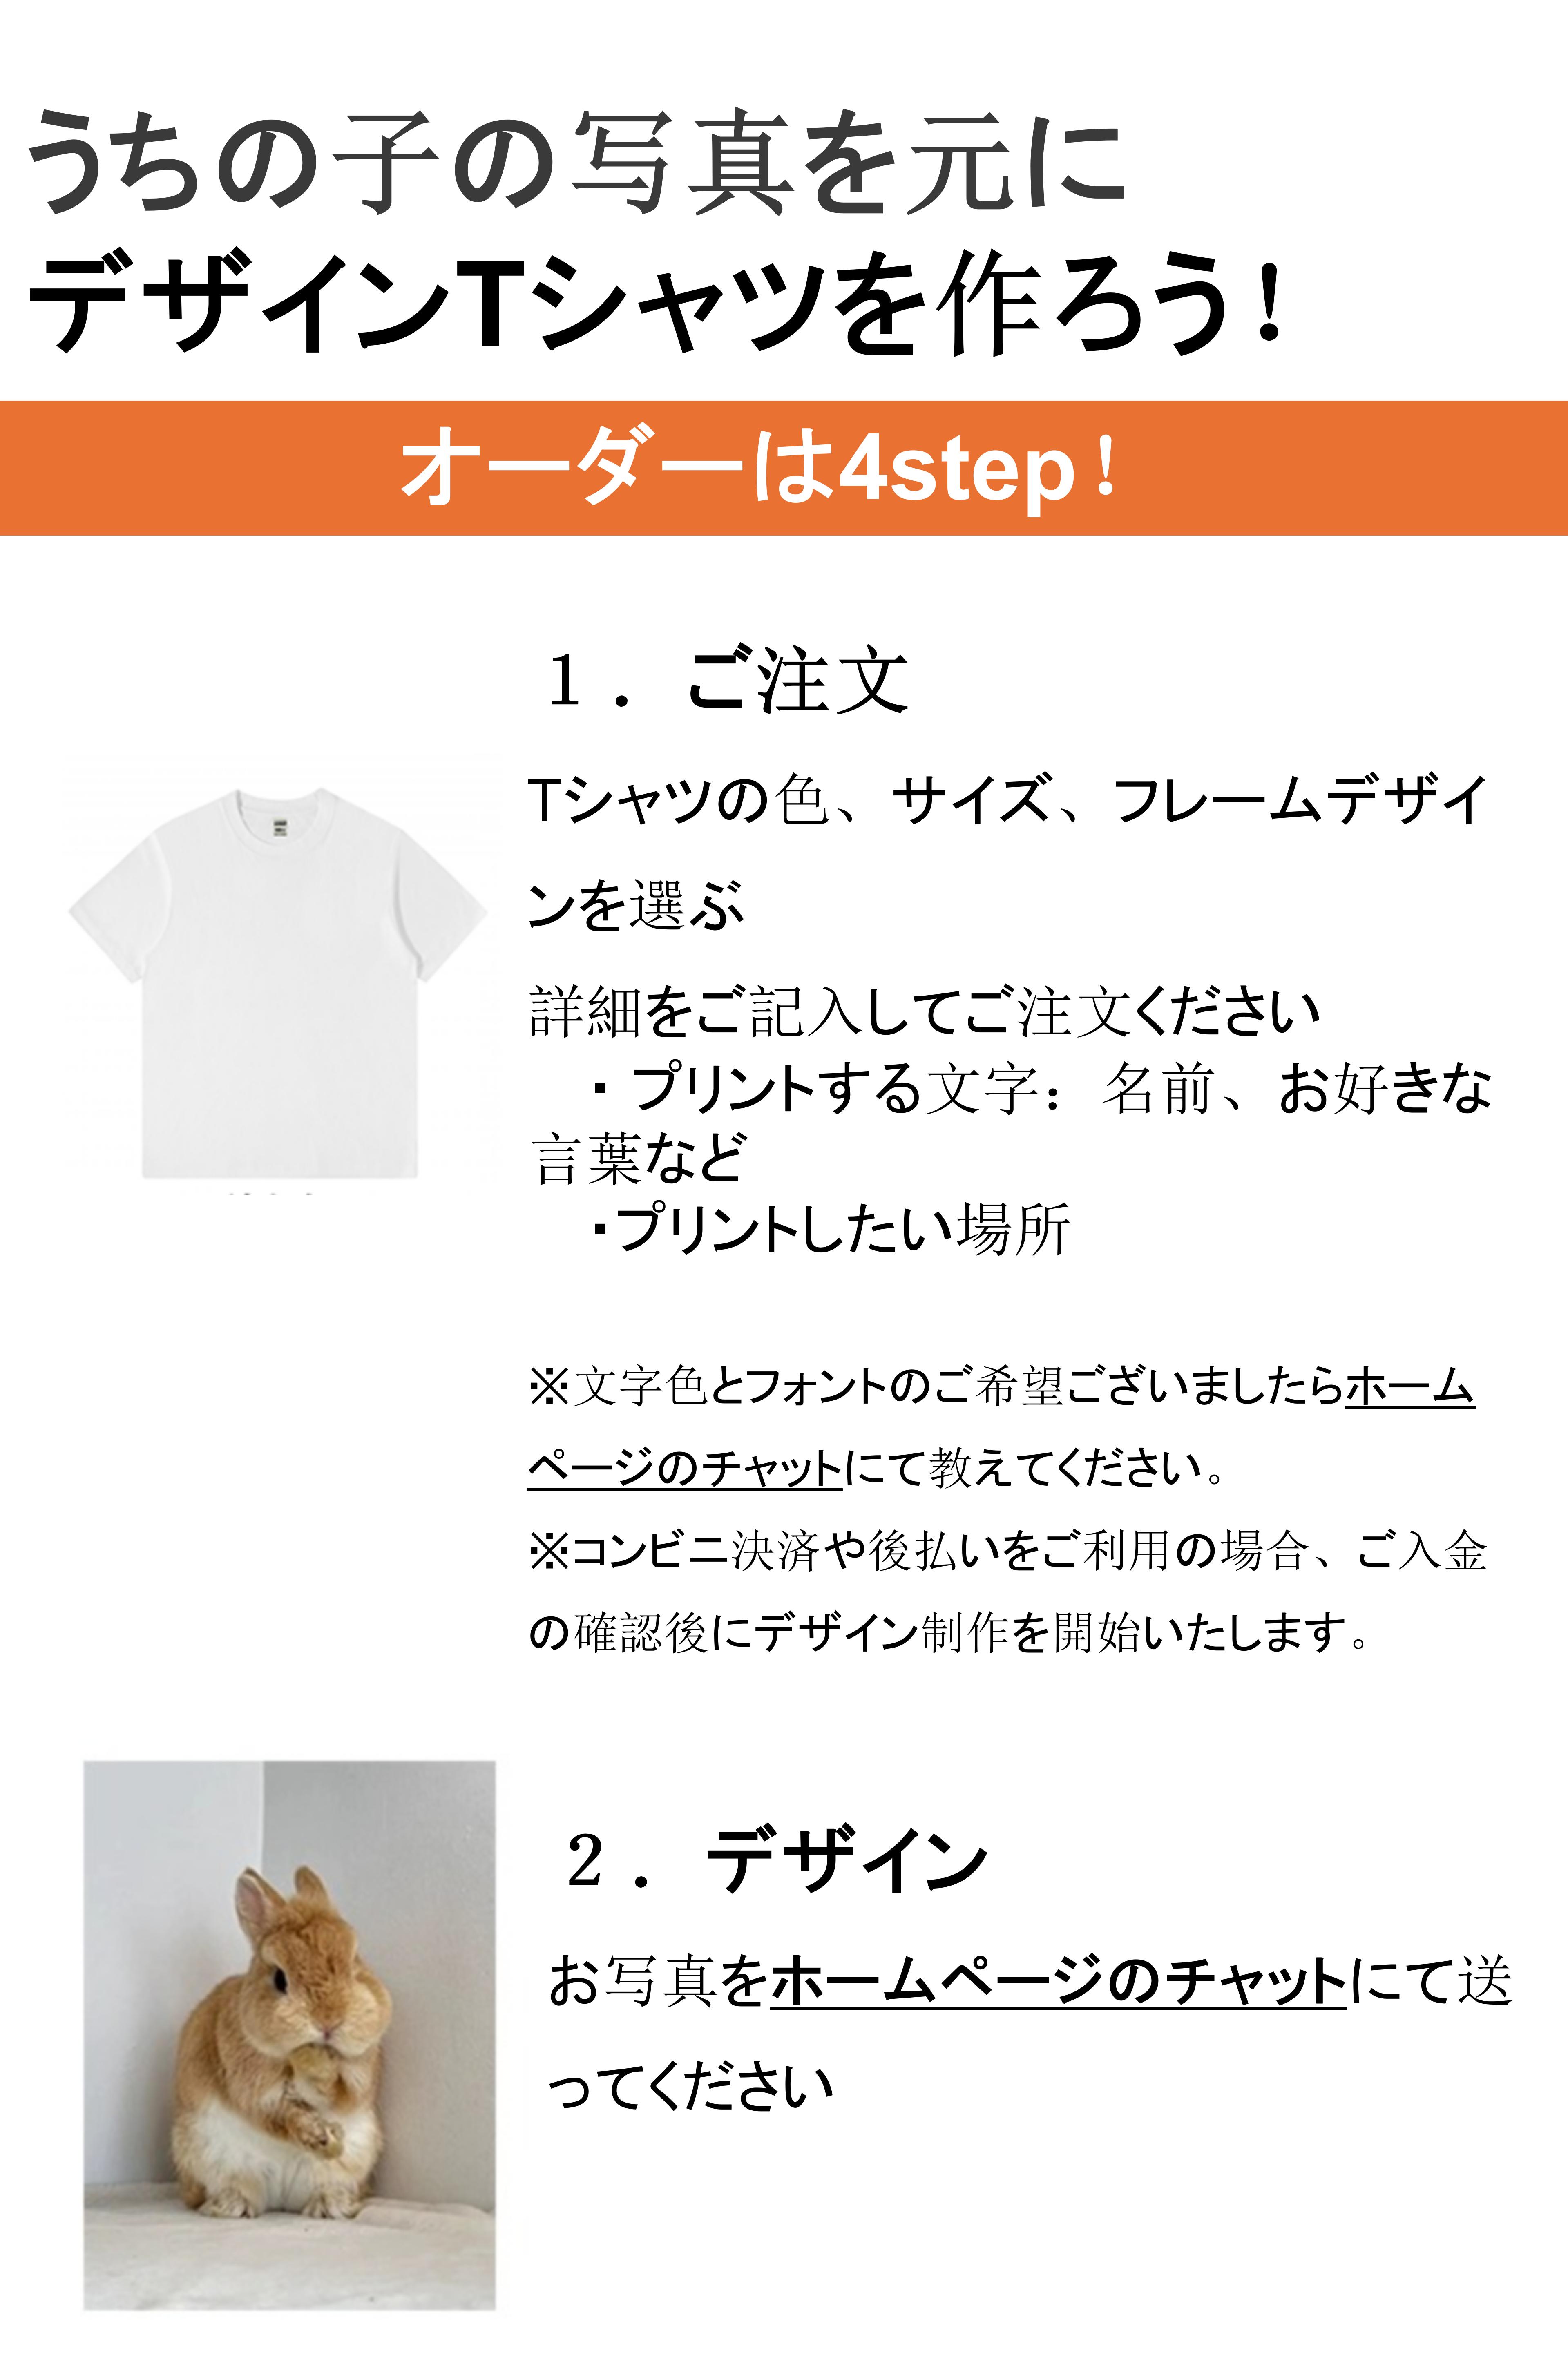 うちの子の写真を元に
デザインTシャツを作ろう！
オーダーは4step！
１．ご注文
Tシャツの色、サイズ、フレームデザイ
ンを選ぶ
詳細をご記入してご注文ください
・プリントする文字：名前、お好きな
言葉など
・プリントしたい場所
※文字色とフォントのご希望ございましたらホーム
ページのチャットにて教えてください。
※コンビニ決済や後払いをご利用の場合、ご入金
の確認後にデザイン制作を開始いたします。
２．デザイン
お写真をホームページのチャットにて送
ってください